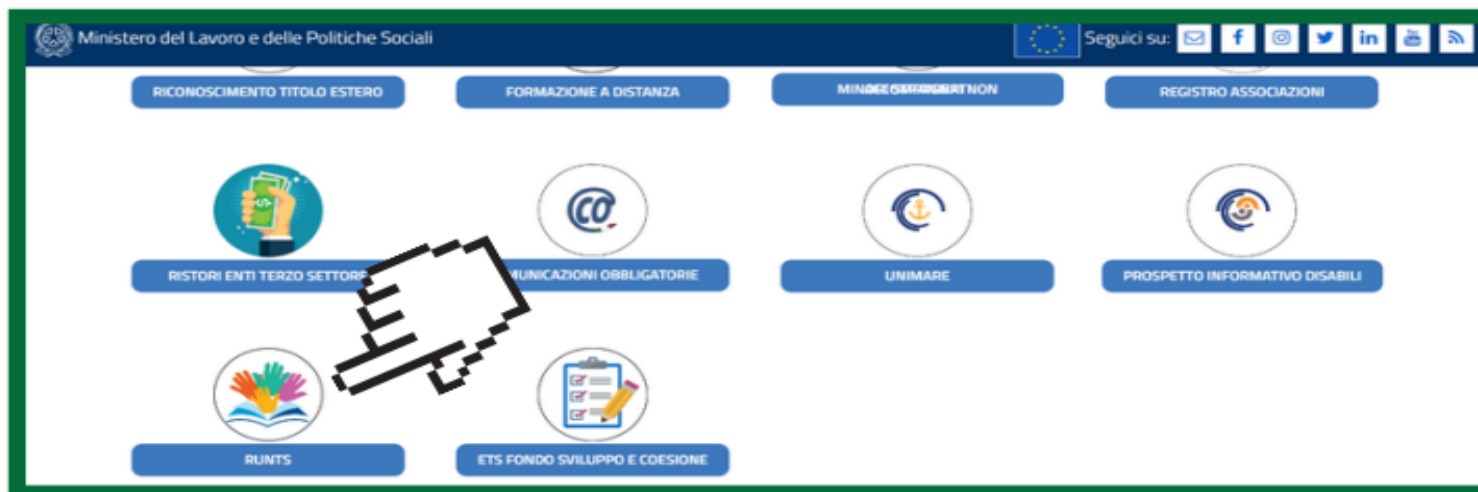 Ministero del Lavoro e delle Politiche Sociali
Seguici su:
RICONOSCIMENTO TITOLO ESTERO
FORMAZIONE A DISTANZA
NON
REGISTRO ASSOCIAZIONI
RISTORI ENTI TERZO SETTORE
MUNICAZIONI OBBLIGATORIE
UNIMARE
PROSPETTO INFORMATIVO DISABILI
RUNTS
ETS FONDO SVILUPPO E COESIONE